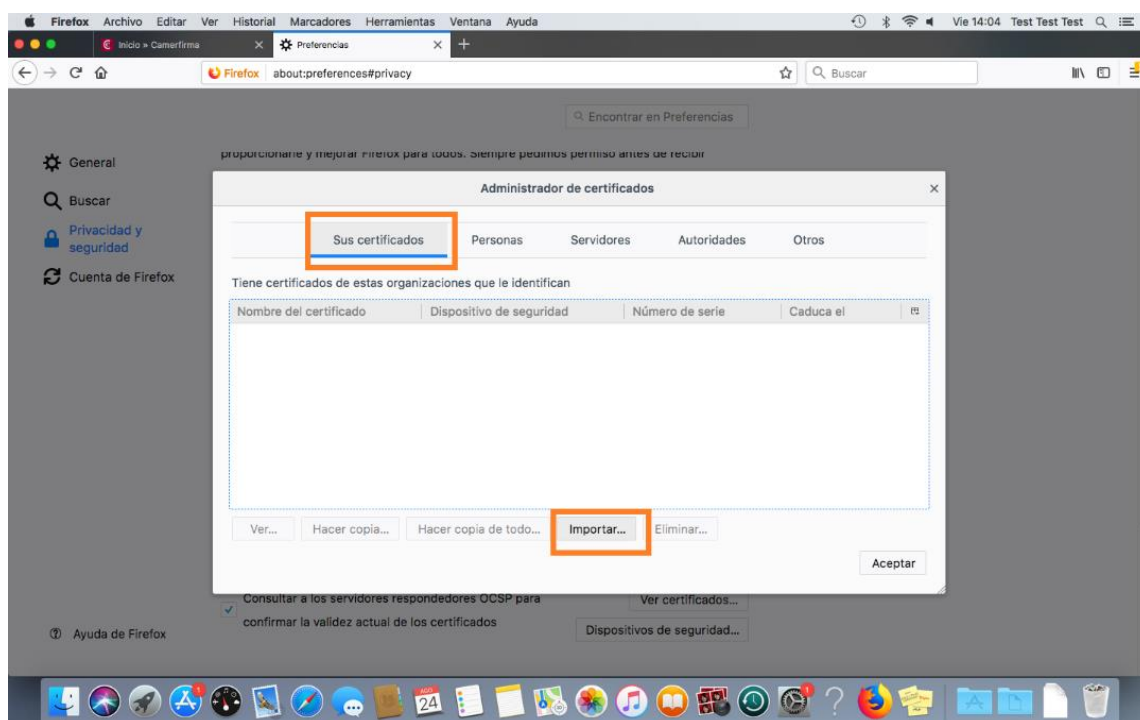 Firefox Archivo Editar Ver Historial Marcadores Herramientas Ventana Ayuda Vie 14:04 Test Test Test
Inicio » Camerfirma Preferencias
Firefox about:preferences#privacy Buscar
Encontrar en Preferencias
proporcionarle y mejorar Firefox para todos. Siempre pedimos permiso antes de recibir
General
Buscar
Privacidad y
seguridad
Cuenta de Firefox
Administrador de certificados
Sus certificados Personas Servidores Autoridades Otros
Tiene certificados de estas organizaciones que le identifican
Nombre del certificado Dispositivo de seguridad Número de serie Caduca el
Ver... Hacer copia... Hacer copia de todo... Importar... Eliminar...
Aceptar
Consultar a los servidores respondedores OCSP para
confirmar la validez actual de los certificados
Ver certificados...
Dispositivos de seguridad...
Ayuda de Firefox
AGO
24